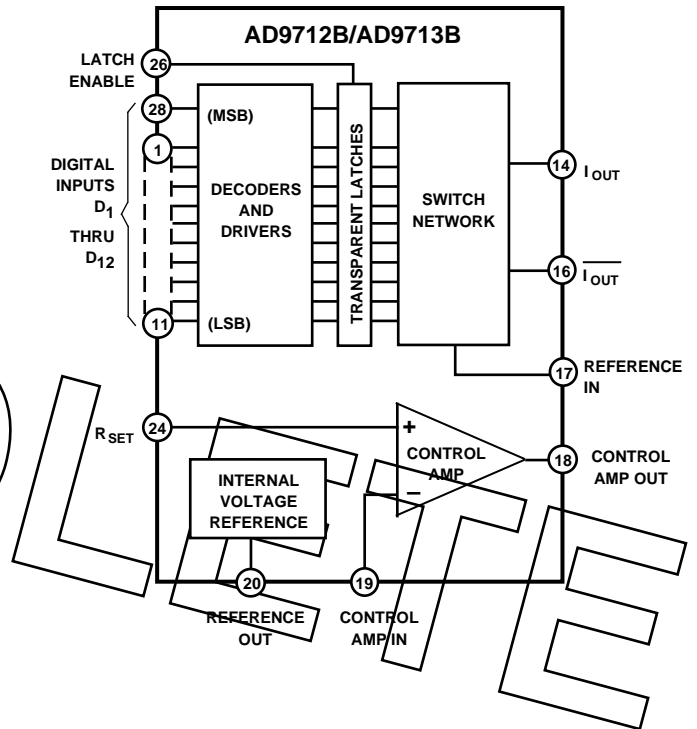 AD9712B/AD9713B
LATCH
ENABLE
26
28
(MSB)
1
DIGITAL
INPUTS
D1
THRU
D12
11
(LSB)
DECODERS
AND
DRIVERS
TRANSPARENT LATCHES
SWITCH
NETWORK
14
IOUT
16
IOUT
17
REFERENCE
IN
RSET
24
+
CONTROL
AMP
−
18
CONTROL
AMP OUT
INTERNAL
VOLTAGE
REFERENCE
20
REFERENCE
OUT
19
CONTROL
AMP IN
LETE